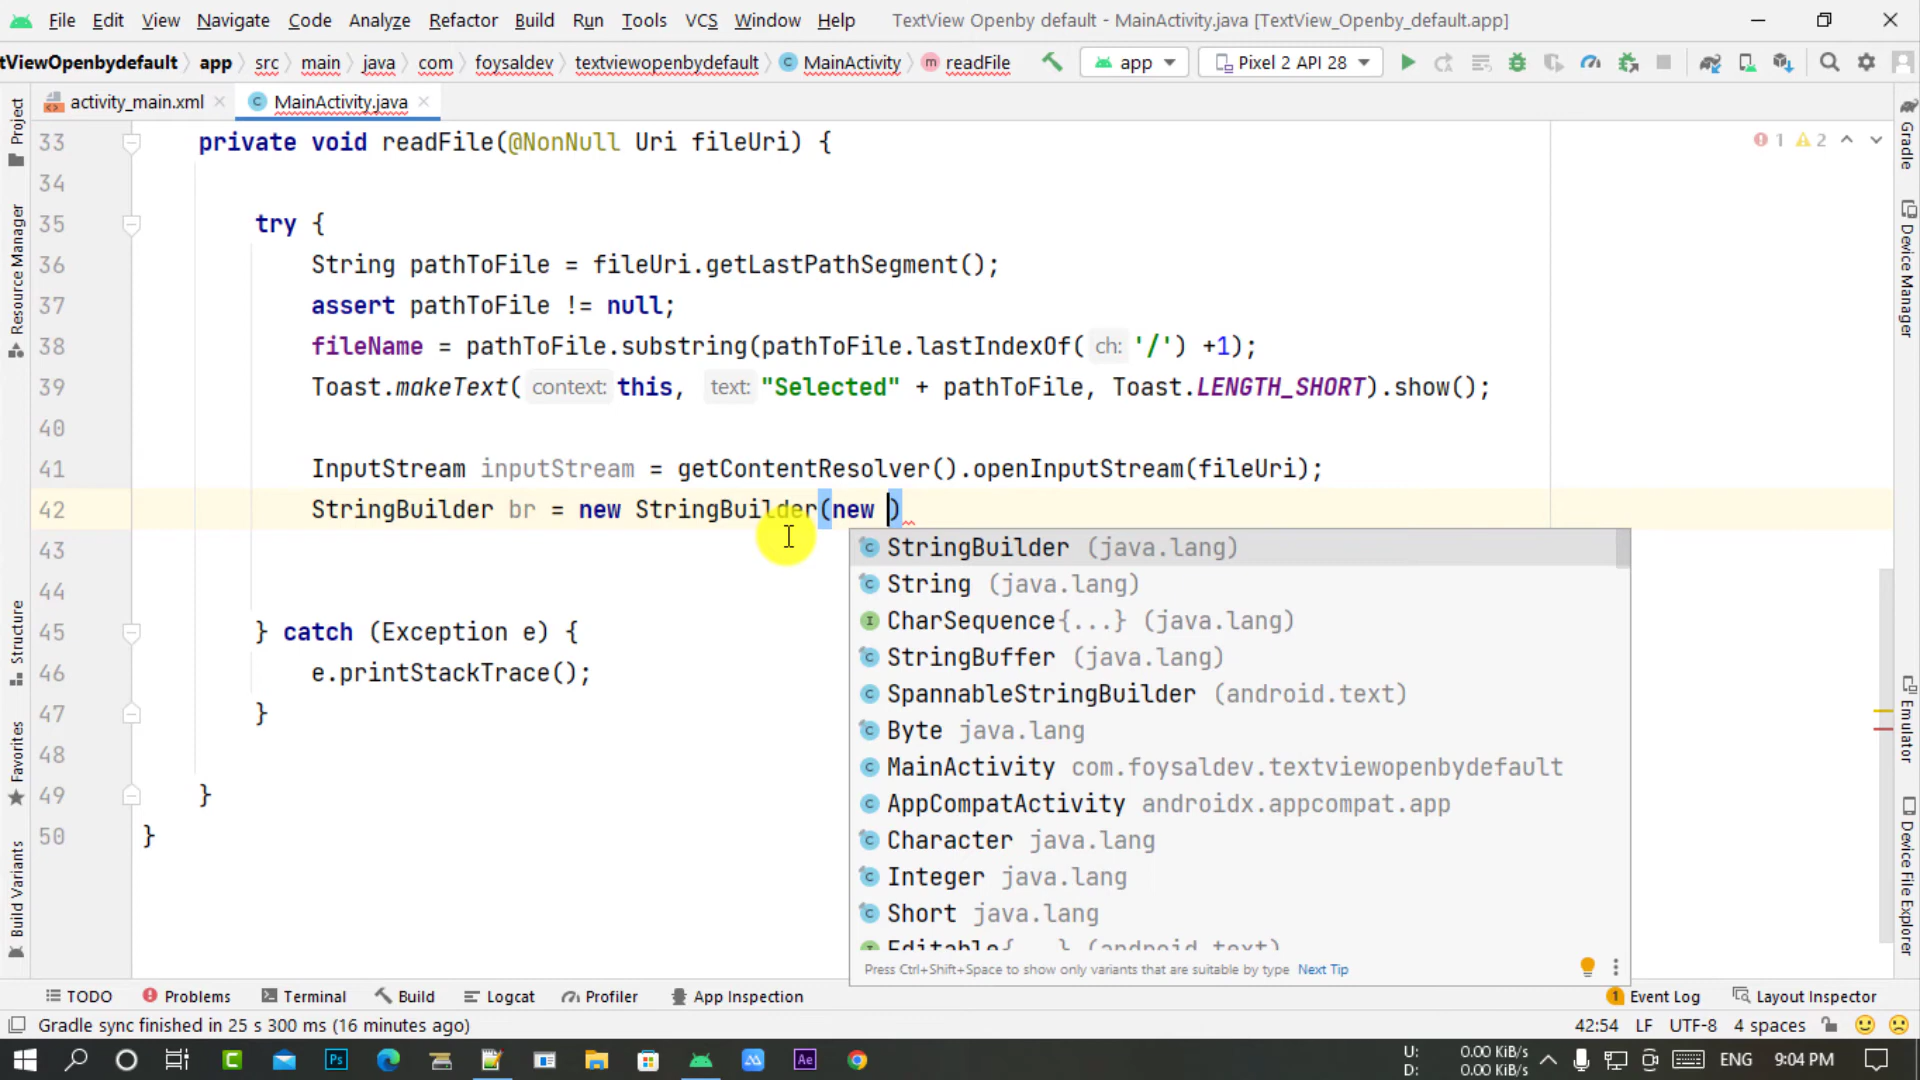 File Edit View Navigate Code Analyze Refactor Build Run Tools VCS Window Help TextView Openby default - MainActivity.java [TextView_Openby_default.app]
tViewOpenbydefault app src main java com foysaldev textviewopenbydefault MainActivity readFile app Pixel 2 API 28
activity_main.xml MainActivity.java
33 private void readFile(@NonNull Uri fileUri) {
1 2
34
35 try {
36 String pathToFile = fileUri.getLastPathSegment();
37 assert pathToFile != null;
38 fileName = pathToFile.substring(pathToFile.lastIndexOf( ch: '/') +1);
39 Toast.makeText( context: this, text: "Selected" + pathToFile, Toast.LENGTH_SHORT).show();
40
41 InputStream inputStream = getContentResolver().openInputStream(fileUri);
42 StringBuilder br = new StringBuilder(new )
43
44
45 } catch (Exception e) {
46 e.printStackTrace();
47 }
48
49 }
50 }
StringBuilder (java.lang)
String (java.lang)
CharSequence{...} (java.lang)
StringBuffer (java.lang)
SpannableStringBuilder (android.text)
Byte java.lang
MainActivity com.foysaldev.textviewopenbydefault
AppCompatActivity androidx.appcompat.app
Character java.lang
Integer java.lang
Short java.lang
Editable{...} (android.text)
Press Ctrl+Shift+Space to show only variants that are suitable by type Next Tip
Project
Resource Manager
Structure
Favorites
Build Variants
Gradle
Device Manager
Emulator
Device File Explorer
TODO Problems Terminal Build Logcat Profiler App Inspection 1 Event Log Layout Inspector
Gradle sync finished in 25 s 300 ms (16 minutes ago) 42:54 LF UTF-8 4 spaces
C Ps Ae
U: 0.00 KiB/s
D: 0.00 KiB/s
ENG 9:04 PM